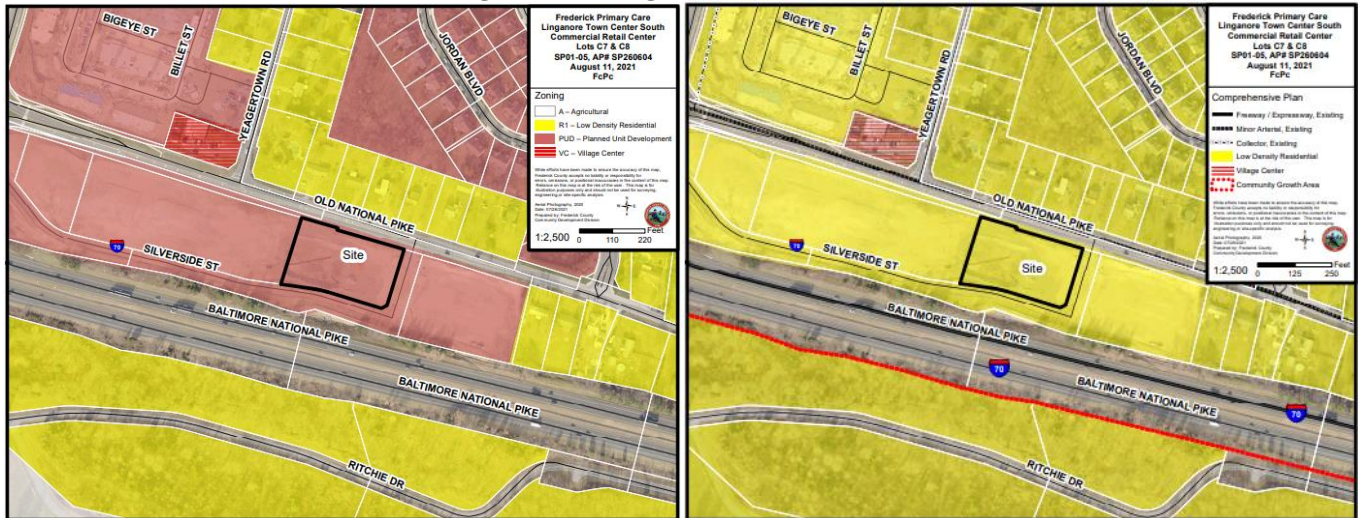 BIGEYE ST
BILLET ST
YEAGERTOWN RD
JORDAN BLVD
OLD NATIONAL PIKE
Site
SILVERSIDE ST
70
BALTIMORE NATIONAL PIKE
BALTIMORE NATIONAL PIKE
RITCHIE DR
Frederick Primary Care
Linganore Town Center South
Commercial Retail Center
Lots C7 & C8
SP01-05, AP# SP260604
August 11, 2021
FcPc
Zoning
A – Agricultural
R1 – Low Density Residential
PUD – Planned Unit Development
VC – Village Center
1:2,500
0 110 220
Feet
BIGEYE ST
BILLET ST
YEAGERTOWN RD
JORDAN BLVD
OLD NATIONAL PIKE
Site
SILVERSIDE ST
70
BALTIMORE NATIONAL PIKE
70
BALTIMORE NATIONAL PIKE
70
RITCHIE DR
Frederick Primary Care
Linganore Town Center South
Commercial Retail Center
Lots C7 & C8
SP01-05, AP# SP260604
August 11, 2021
FcPc
Comprehensive Plan
Freeway / Expressway, Existing
Minor Arterial, Existing
Collector, Existing
Low Density Residential
Village Center
Community Growth Area
1:2,500
0 125 250
Feet